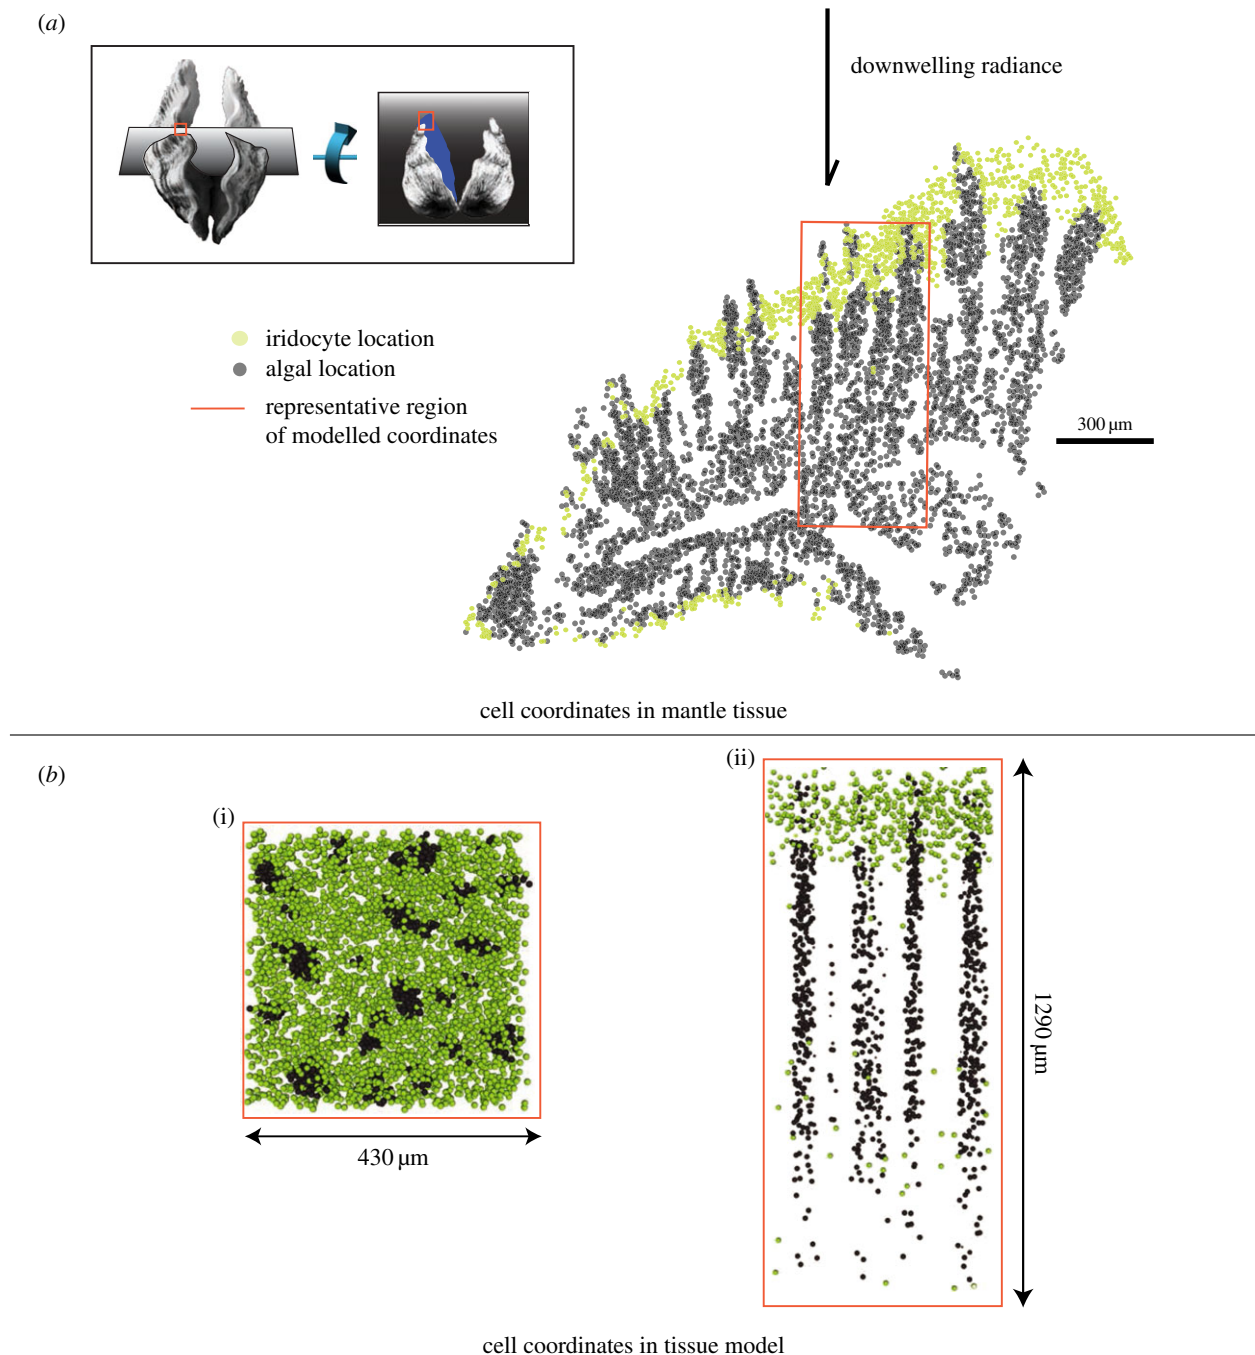 (a)
downwelling radiance
iridocyte location
algal location
representative region
of modelled coordinates
300 µm
cell coordinates in mantle tissue
(b)
(i)
(ii)
430 µm
1290 µm
cell coordinates in tissue model